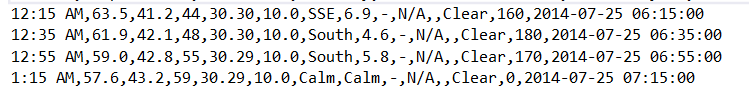 12:15 AM,63.5,41.2,44,30.30,10.0,SSE,6.9,-,N/A,,Clear,160,2014-07-25 06:15:00
12:35 AM,61.9,42.1,48,30.30,10.0,South,4.6,-,N/A,,Clear,180,2014-07-25 06:35:00
12:55 AM,59.0,42.8,55,30.29,10.0,South,5.8,-,N/A,,Clear,170,2014-07-25 06:55:00
1:15 AM,57.6,43.2,59,30.29,10.0,Calm,Calm,-,N/A,,Clear,0,2014-07-25 07:15:00